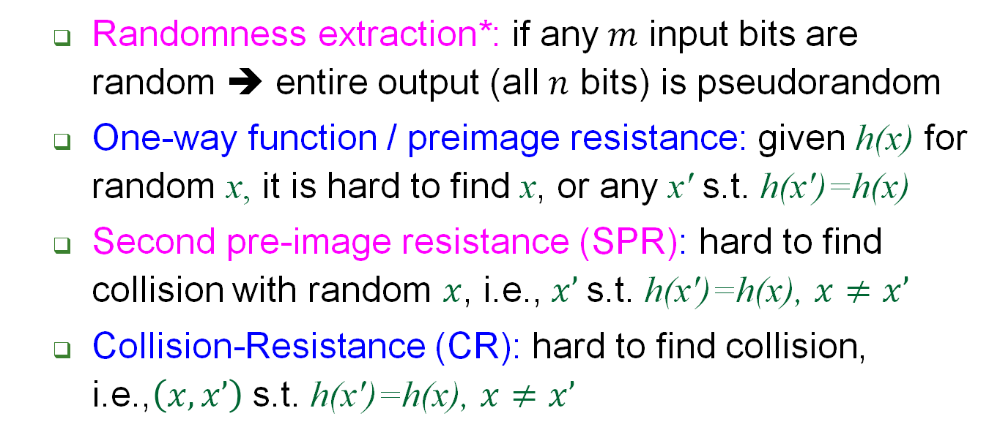 ❑ Randomness extraction*: if any m input bits are
random ➔ entire output (all n bits) is pseudorandom
❑ One-way function / preimage resistance: given h(x) for
random x, it is hard to find x, or any x' s.t. h(x')=h(x)
❑ Second pre-image resistance (SPR): hard to find
collision with random x, i.e., x’ s.t. h(x')=h(x), x ≠ x’
❑ Collision-Resistance (CR): hard to find collision,
i.e.,(x, x’) s.t. h(x')=h(x), x ≠ x’